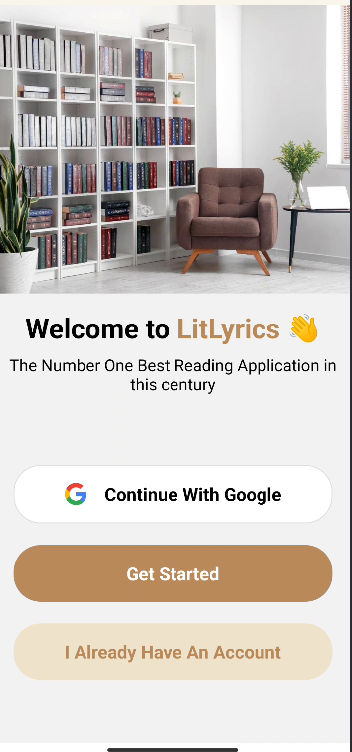 Welcome to LitLyrics 👋
The Number One Best Reading Application in
this century
Continue With Google
Get Started
I Already Have An Account